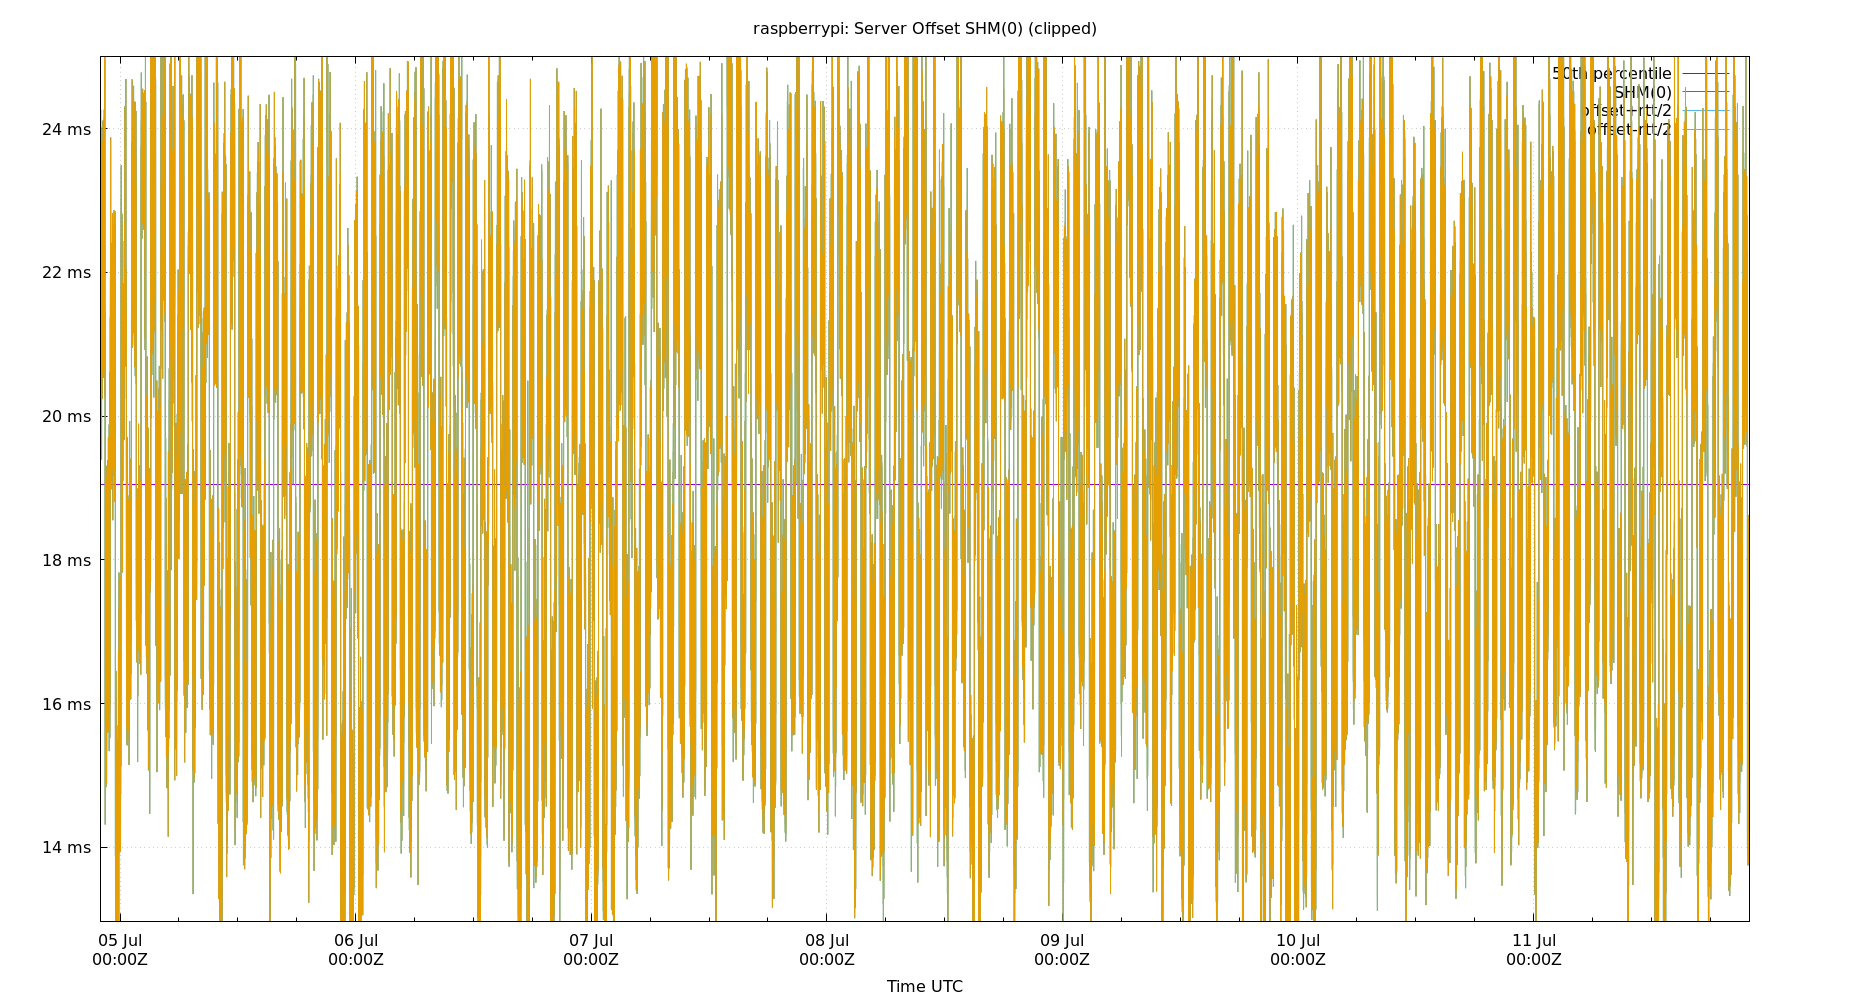 raspberrypi: Server Offset SHM(0) (clipped)
50th percentile
SHM(0)
offset+rtt/2
offset-rtt/2
24 ms
22 ms
20 ms
18 ms
16 ms
14 ms
05 Jul 06 Jul 07 Jul 08 Jul 09 Jul 10 Jul 11 Jul
00:00Z 00:00Z 00:00Z 00:00Z 00:00Z 00:00Z 00:00Z
Time UTC